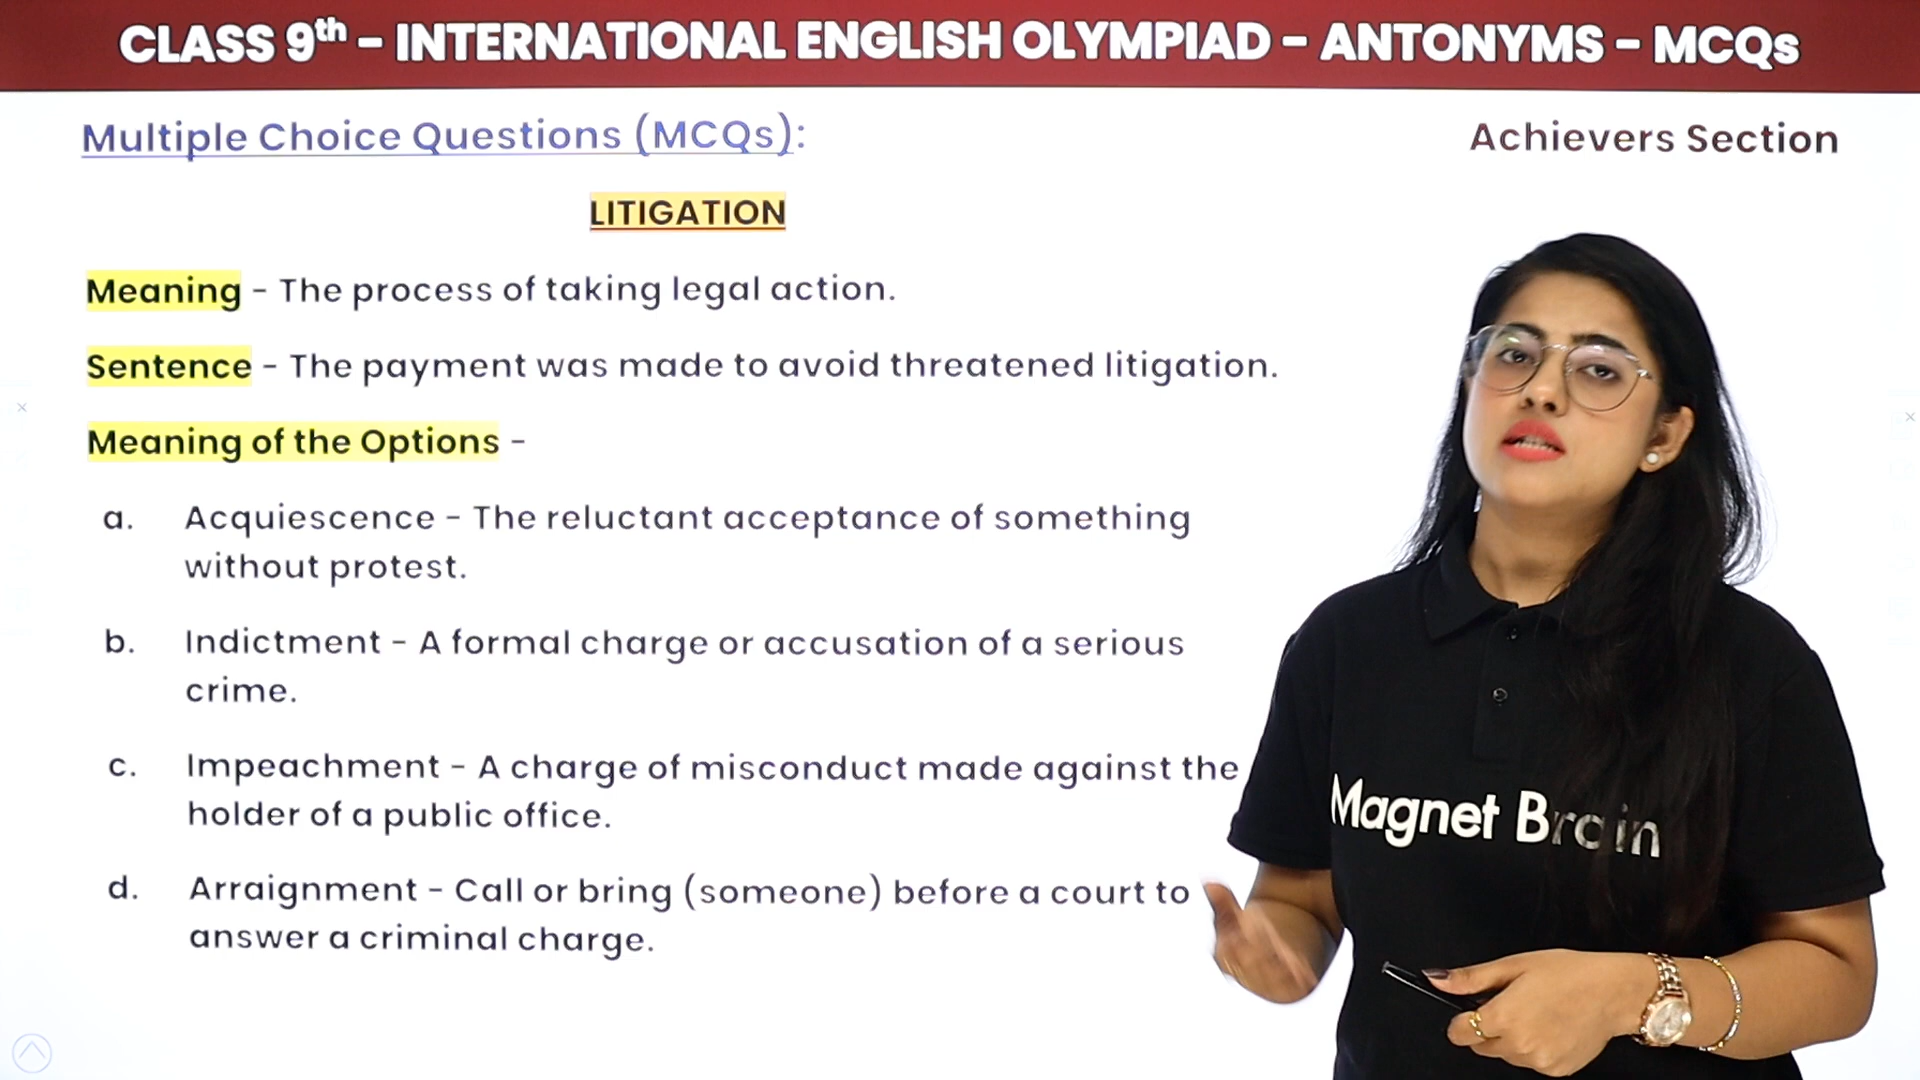 CLASS 9th - INTERNATIONAL ENGLISH OLYMPIAD - ANTONYMS - MCQs
Multiple Choice Questions (MCQs):
Achievers Section
LITIGATION
Meaning - The process of taking legal action.
Sentence - The payment was made to avoid threatened litigation.
Meaning of the Options -
a. Acquiescence - The reluctant acceptance of something
without protest.
b. Indictment - A formal charge or accusation of a serious
crime.
c. Impeachment - A charge of misconduct made against the
holder of a public office.
d. Arraignment - Call or bring (someone) before a court to
answer a criminal charge.
Magnet Brain